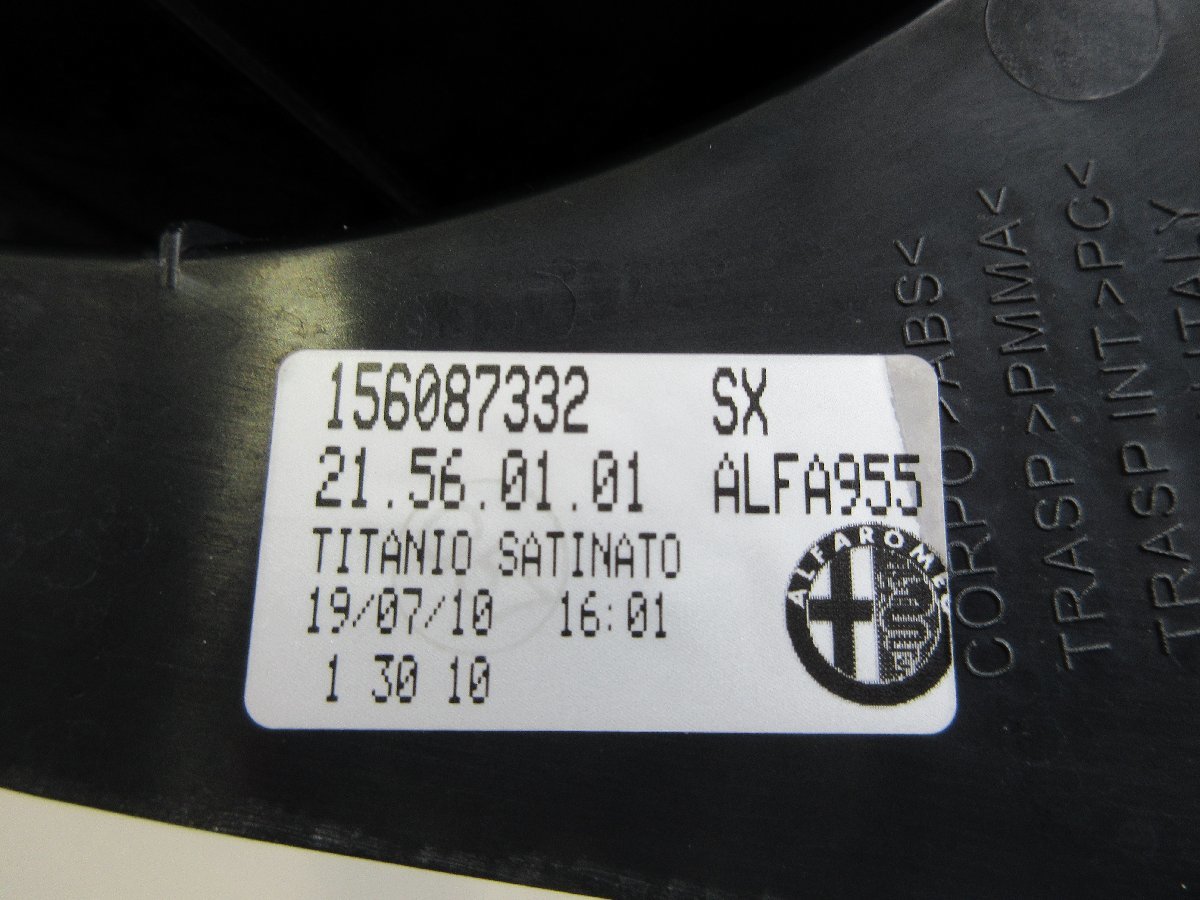 156087332 SX
21.56.01.01 ALFA955
TITANIO SATINATO
19/07/10 16:01
1 30 10
ALFA ROMEO
CORPO >ABS<
TRASP >PMMA<
TRASP INT >PC<
ITALY